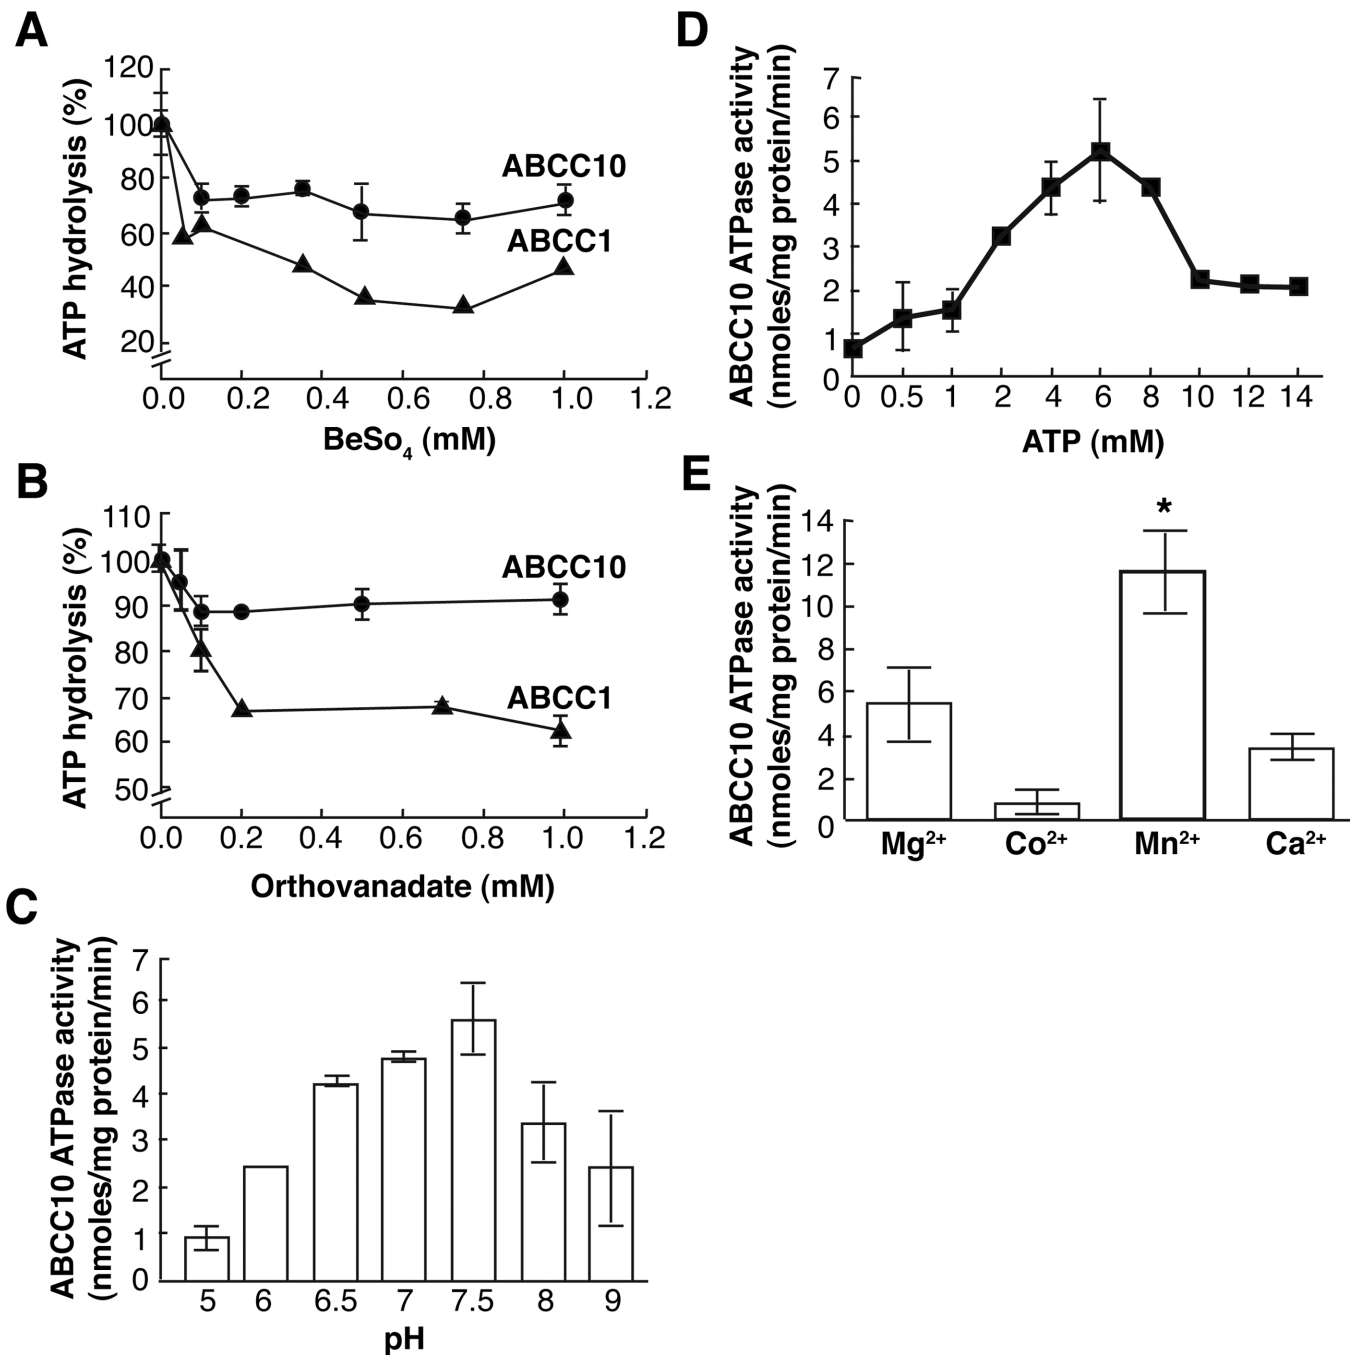 A
ATP hydrolysis (%)
120
100
80
60
40
20
ABCC10
ABCC1
0.0 0.2 0.4 0.6 0.8 1.0 1.2
BeSo4 (mM)
B
ATP hydrolysis (%)
110
100
90
80
70
60
50
ABCC10
ABCC1
0.0 0.2 0.4 0.6 0.8 1.0 1.2
Orthovanadate (mM)
C
ABCC10 ATPase activity
(nmoles/mg protein/min)
7
6
5
4
3
2
1
0
5 6 6.5 7 7.5 8 9
pH
D
ABCC10 ATPase activity
(nmoles/mg protein/min)
7
6
5
4
3
2
1
0
0 0.5 1 2 4 6 8 10 12 14
ATP (mM)
E
ABCC10 ATPase activity
(nmoles/mg protein/min)
14
12
10
8
6
4
2
0
*
Mg2+ Co2+ Mn2+ Ca2+